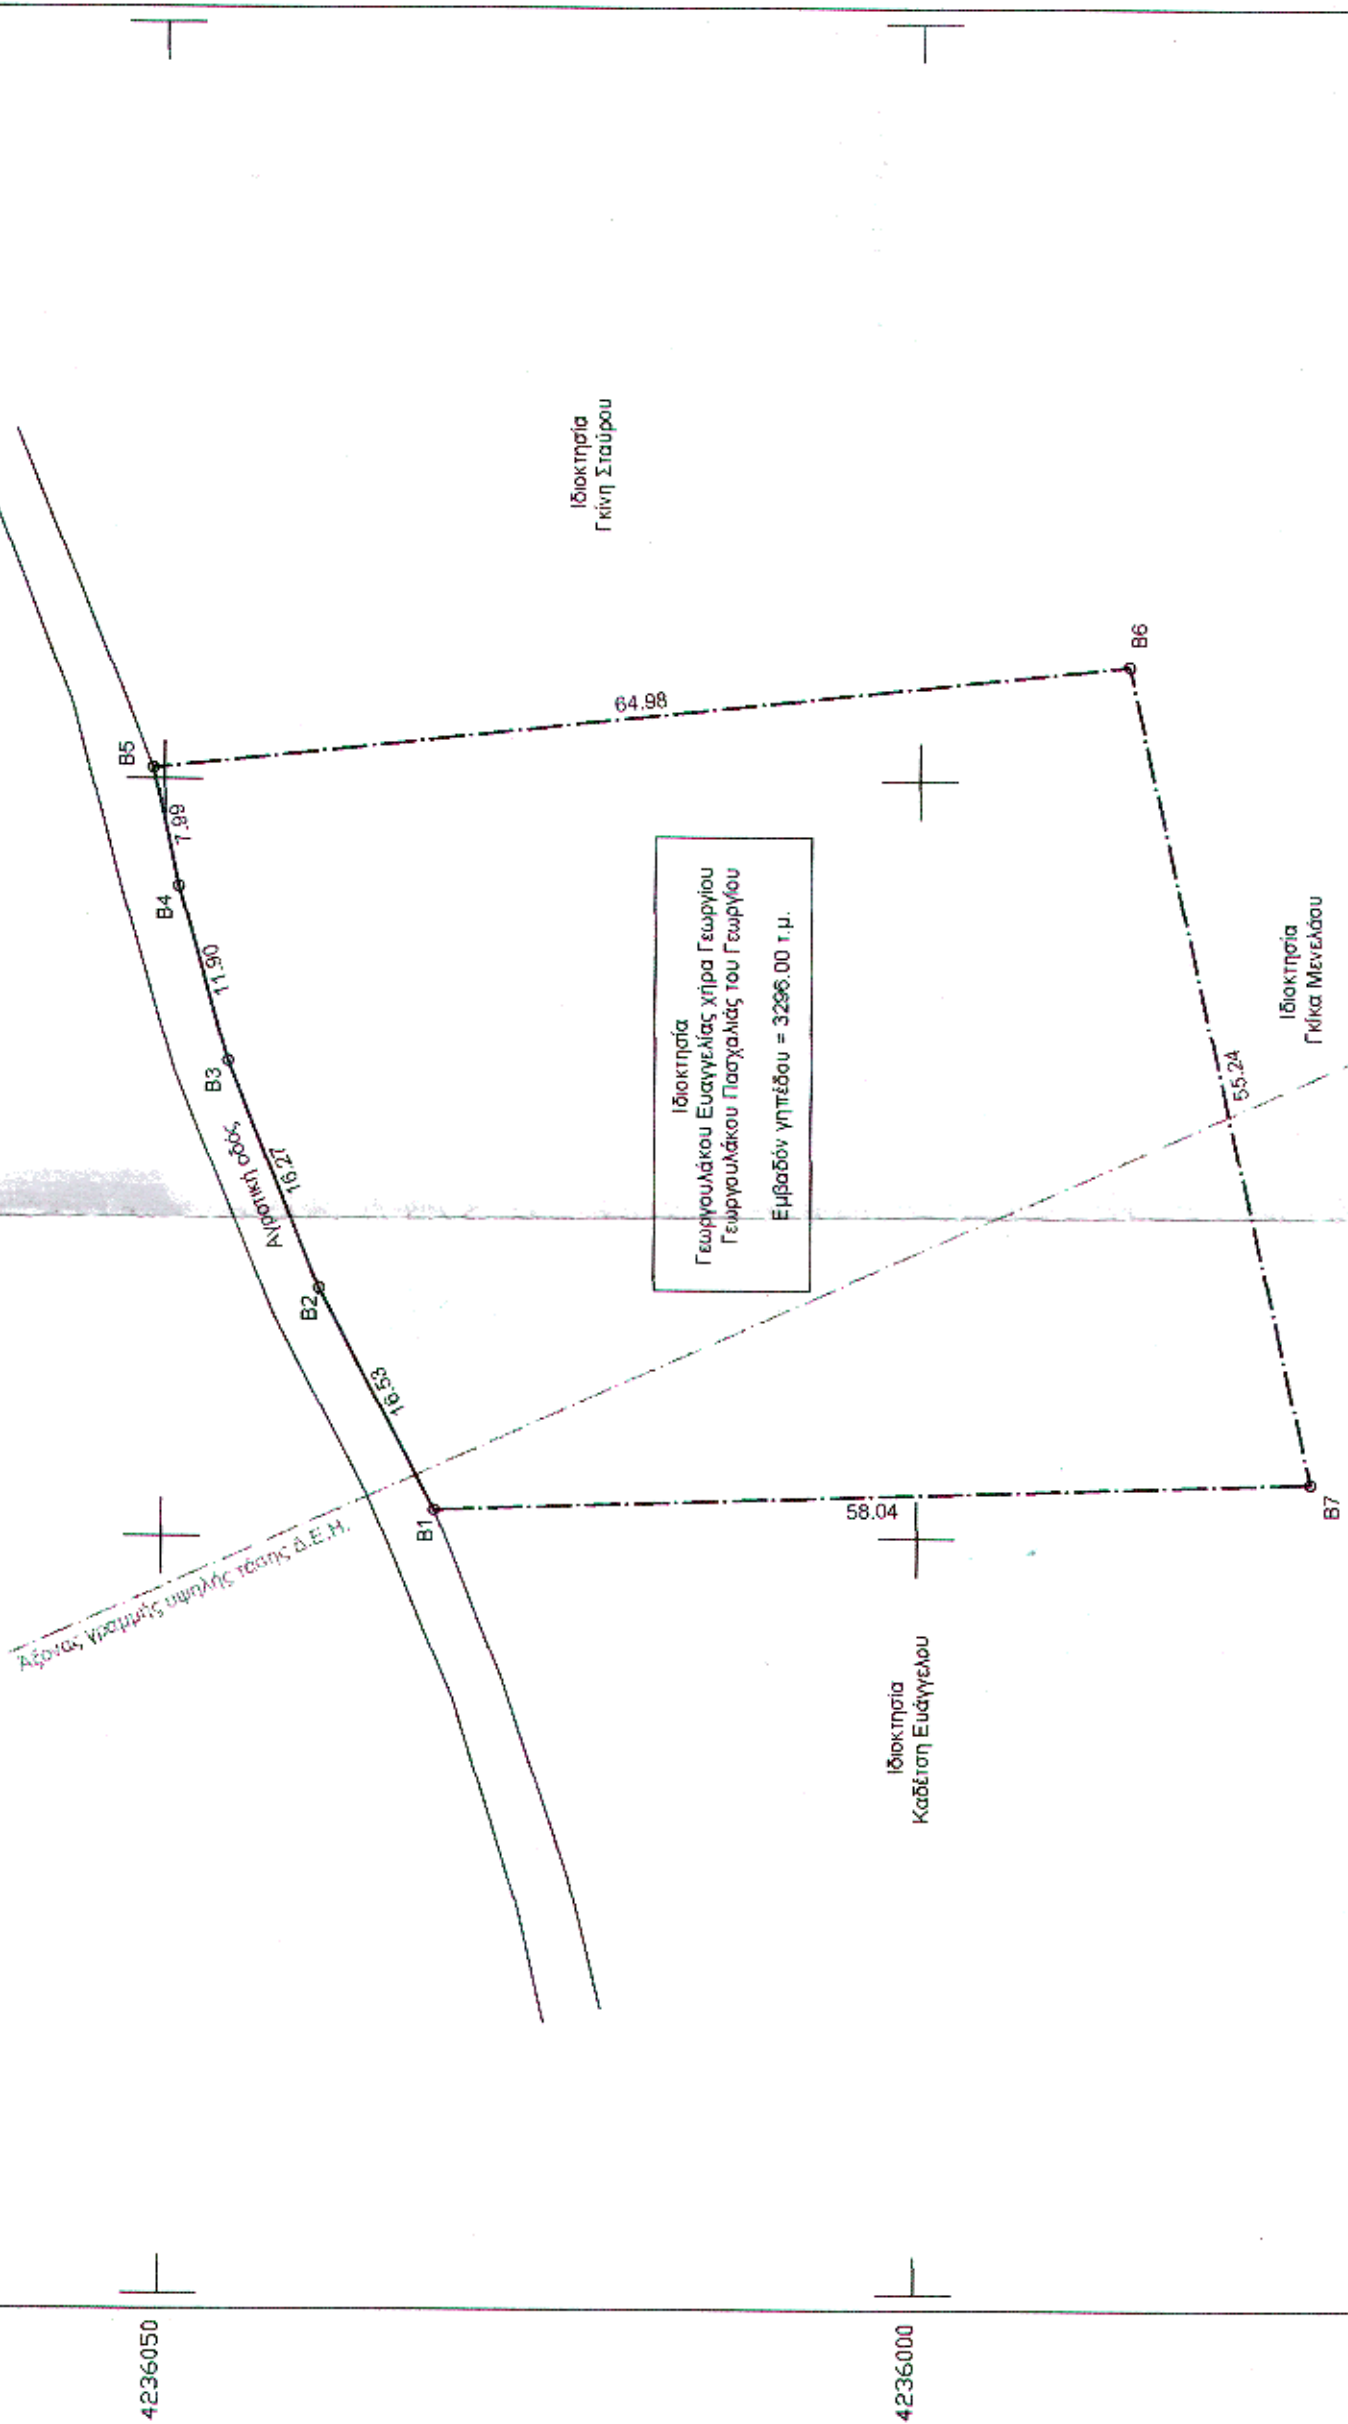 4236050
4236000
Άξονας γραμμής υψηλής τάσης Δ.Ε.Η.
Αγροτική οδός
B1
16.53
B2
16.27
B3
11.90
B4
7.99
B5
64.98
B6
55.24
B7
58.04
Ιδιοκτησία
Γκίνη Σταύρου
Ιδιοκτησία
Γεωργουλάκου Ευαγγελίας χήρα Γεωργίου
Γεωργουλάκου Πασχαλιάς του Γεωργίου
Εμβαδόν γηπέδου = 3296.00 τ.μ.
Ιδιοκτησία
Καδέτση Ευάγγελου
Ιδιοκτησία
Γκίκα Μενελάου